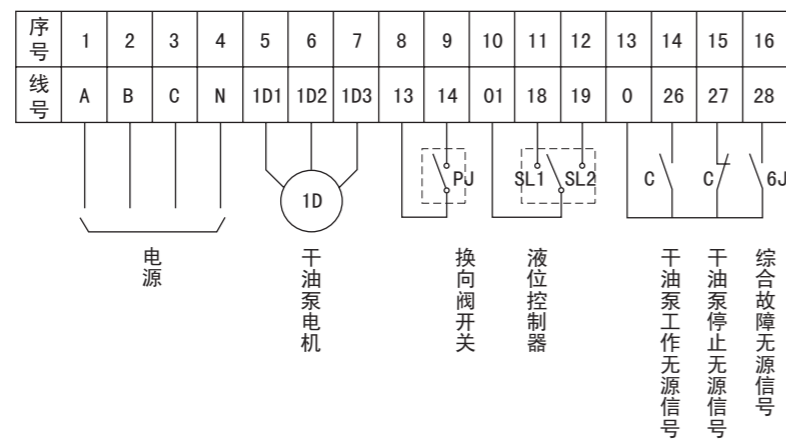 序号 1 2 3 4 5 6 7 8 9 10 11 12 13 14 15 16
线号 A B C N 1D1 1D2 1D3 13 14 01 18 19 0 26 27 28
1D
PJ
SL1 SL2
C C 6J
电源
干油泵电机
换向阀开关
液位控制器
干油泵工作无源信号
干油泵停止无源信号
综合故障无源信号